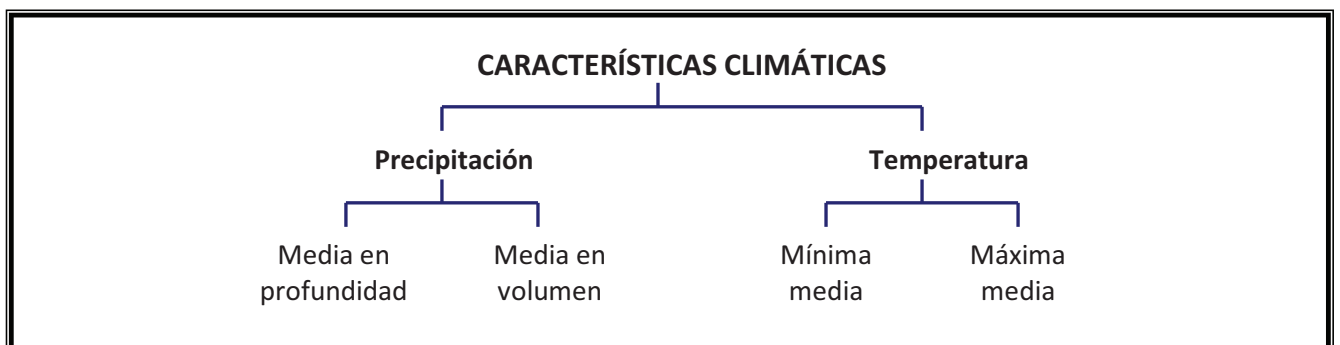 CARACTERÍSTICAS CLIMÁTICAS
Precipitación
Temperatura
Media en
profundidad
Media en
volumen
Mínima
media
Máxima
media